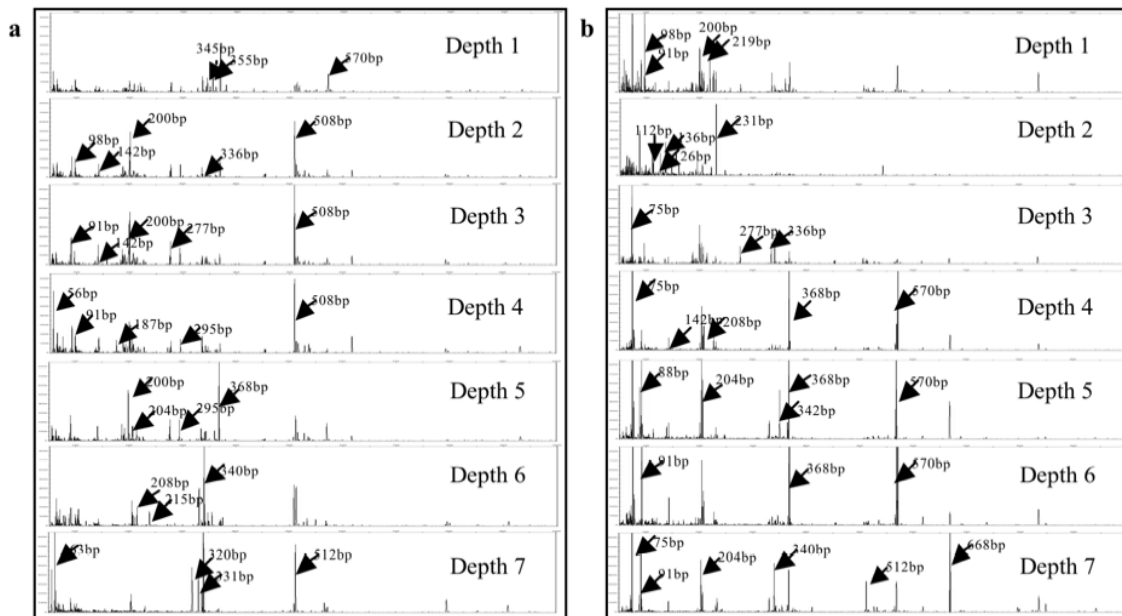 a
345bp
355bp
570bp
Depth 1
200bp
508bp
98bp
142bp
336bp
Depth 2
91bp
200bp
277bp
142bp
508bp
Depth 3
56bp
91bp
187bp
295bp
508bp
Depth 4
200bp
204bp
295bp
368bp
Depth 5
208bp
215bp
340bp
Depth 6
63bp
320bp
331bp
512bp
Depth 7
b
98bp
91bp
200bp
219bp
Depth 1
112bp
136bp
126bp
231bp
Depth 2
75bp
277bp
336bp
Depth 3
75bp
142bp
208bp
368bp
570bp
Depth 4
88bp
204bp
368bp
342bp
570bp
Depth 5
91bp
368bp
570bp
Depth 6
75bp
91bp
204bp
340bp
512bp
668bp
Depth 7